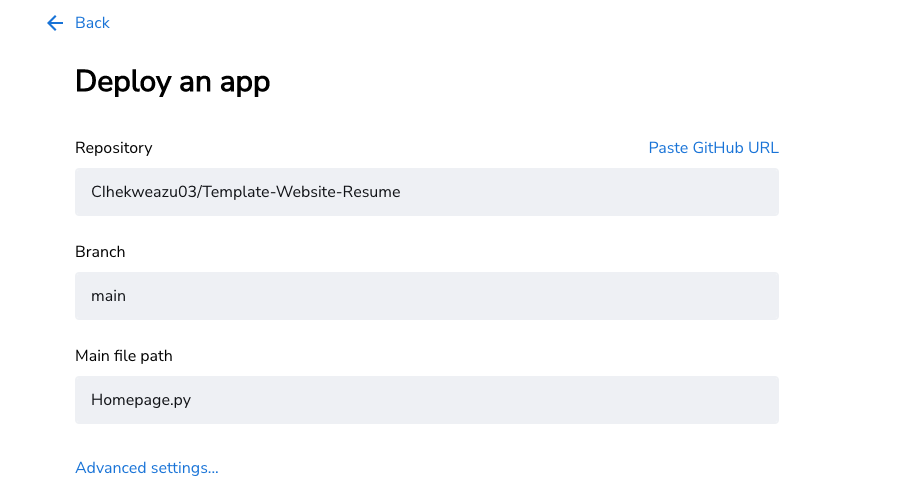 Back
Deploy an app
Repository
Paste GitHub URL
CIhekweazu03/Template-Website-Resume
Branch
main
Main file path
Homepage.py
Advanced settings...